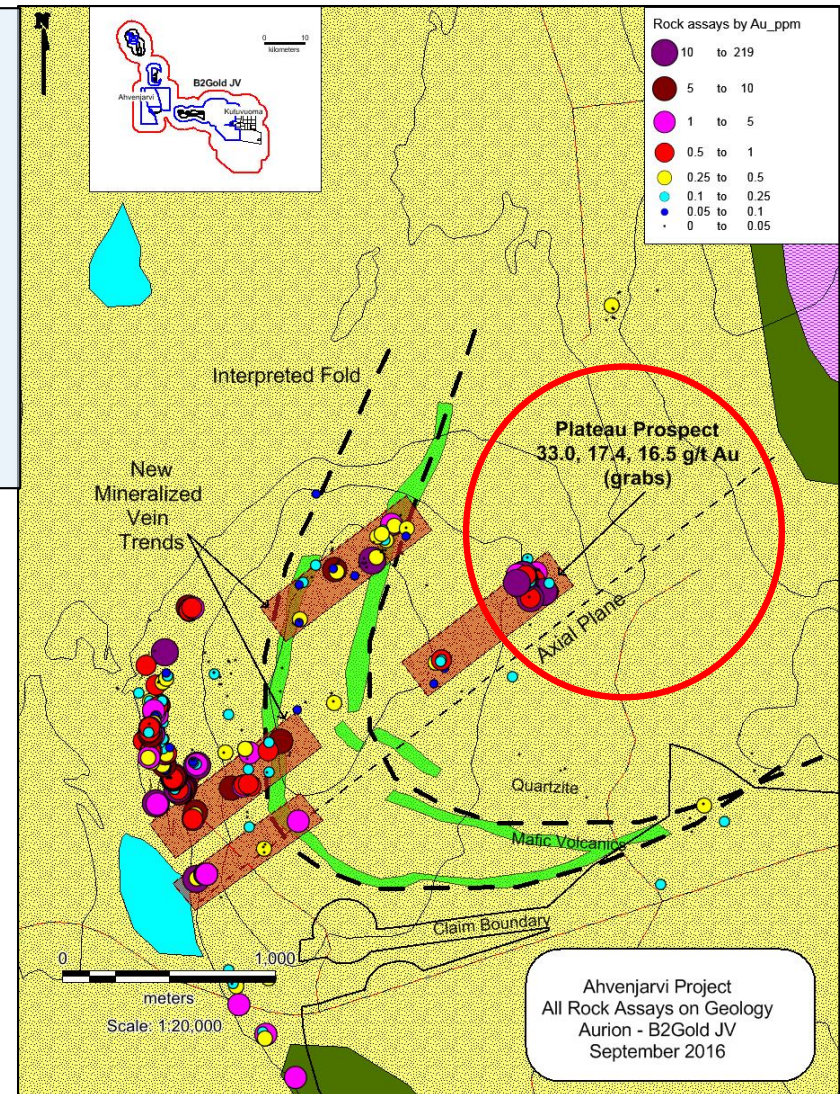 N
0 10
kilometers
B2Gold JV
Ahvenjarvi
Kutuvuoma
Rock assays by Au_ppm
10 to 219
5 to 10
1 to 5
0.5 to 1
0.25 to 0.5
0.1 to 0.25
0.05 to 0.1
0 to 0.05
Interpreted Fold
Plateau Prospect
33.0, 17.4, 16.5 g/t Au
(grabs)
New
Mineralized
Vein
Trends
Axial Plane
Quartzite
Mafic Volcanics
Claim Boundary
0 1,000
meters
Scale: 1:20,000
Ahvenjarvi Project
All Rock Assays on Geology
Aurion - B2Gold JV
September 2016